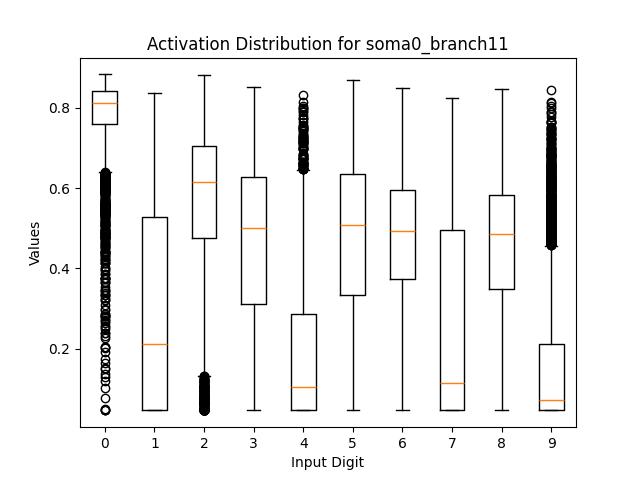 Activation Distribution for soma0_branch11
Values
0.8
0.6
0.4
0.2
0 1 2 3 4 5 6 7 8 9
Input Digit